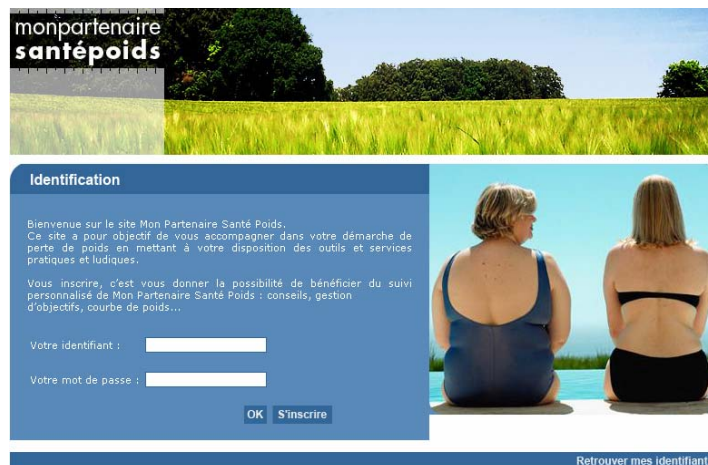 monpartenaire
santépoids
Identification
Bienvenue sur le site Mon Partenaire Santé Poids.
Ce site a pour objectif de vous accompagner dans votre démarche de
perte de poids en mettant à votre disposition des outils et services
pratiques et ludiques.
Vous inscrire, c'est vous donner la possibilité de bénéficier du suivi
personnalisé de Mon Partenaire Santé Poids : conseils, gestion
d'objectifs, courbe de poids...
Votre identifiant :
Votre mot de passe :
OK S'inscrire
Retrouver mes identifiant